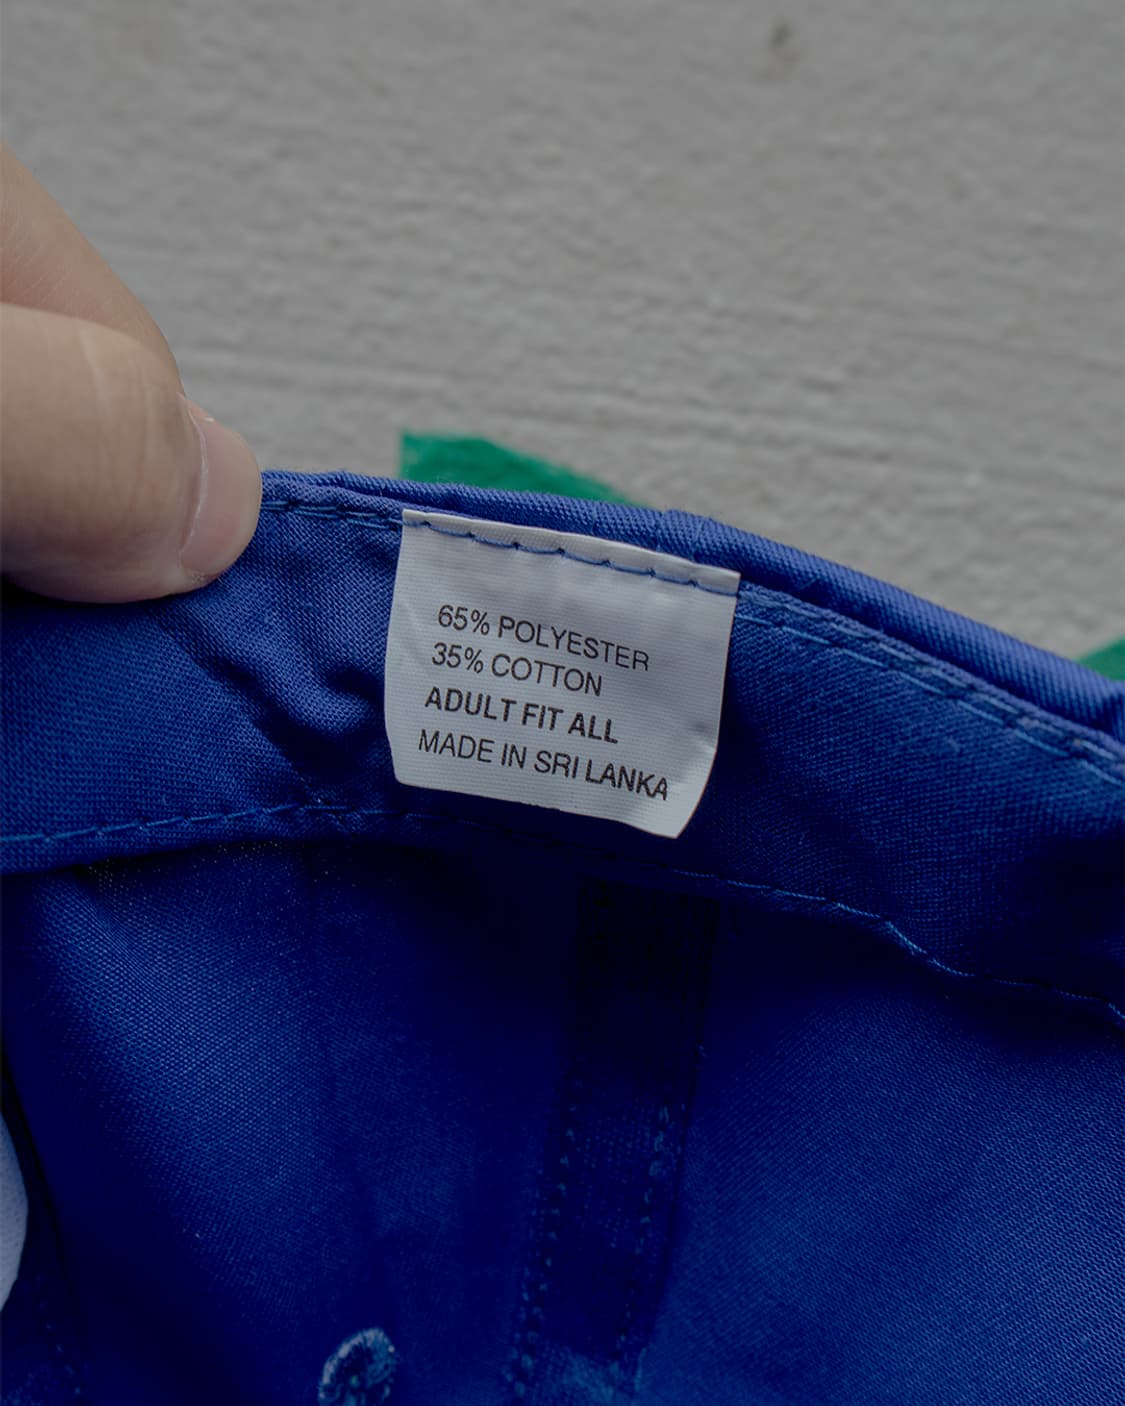 65% POLYESTER
35% COTTON
ADULT FIT ALL
MADE IN SRI LANKA